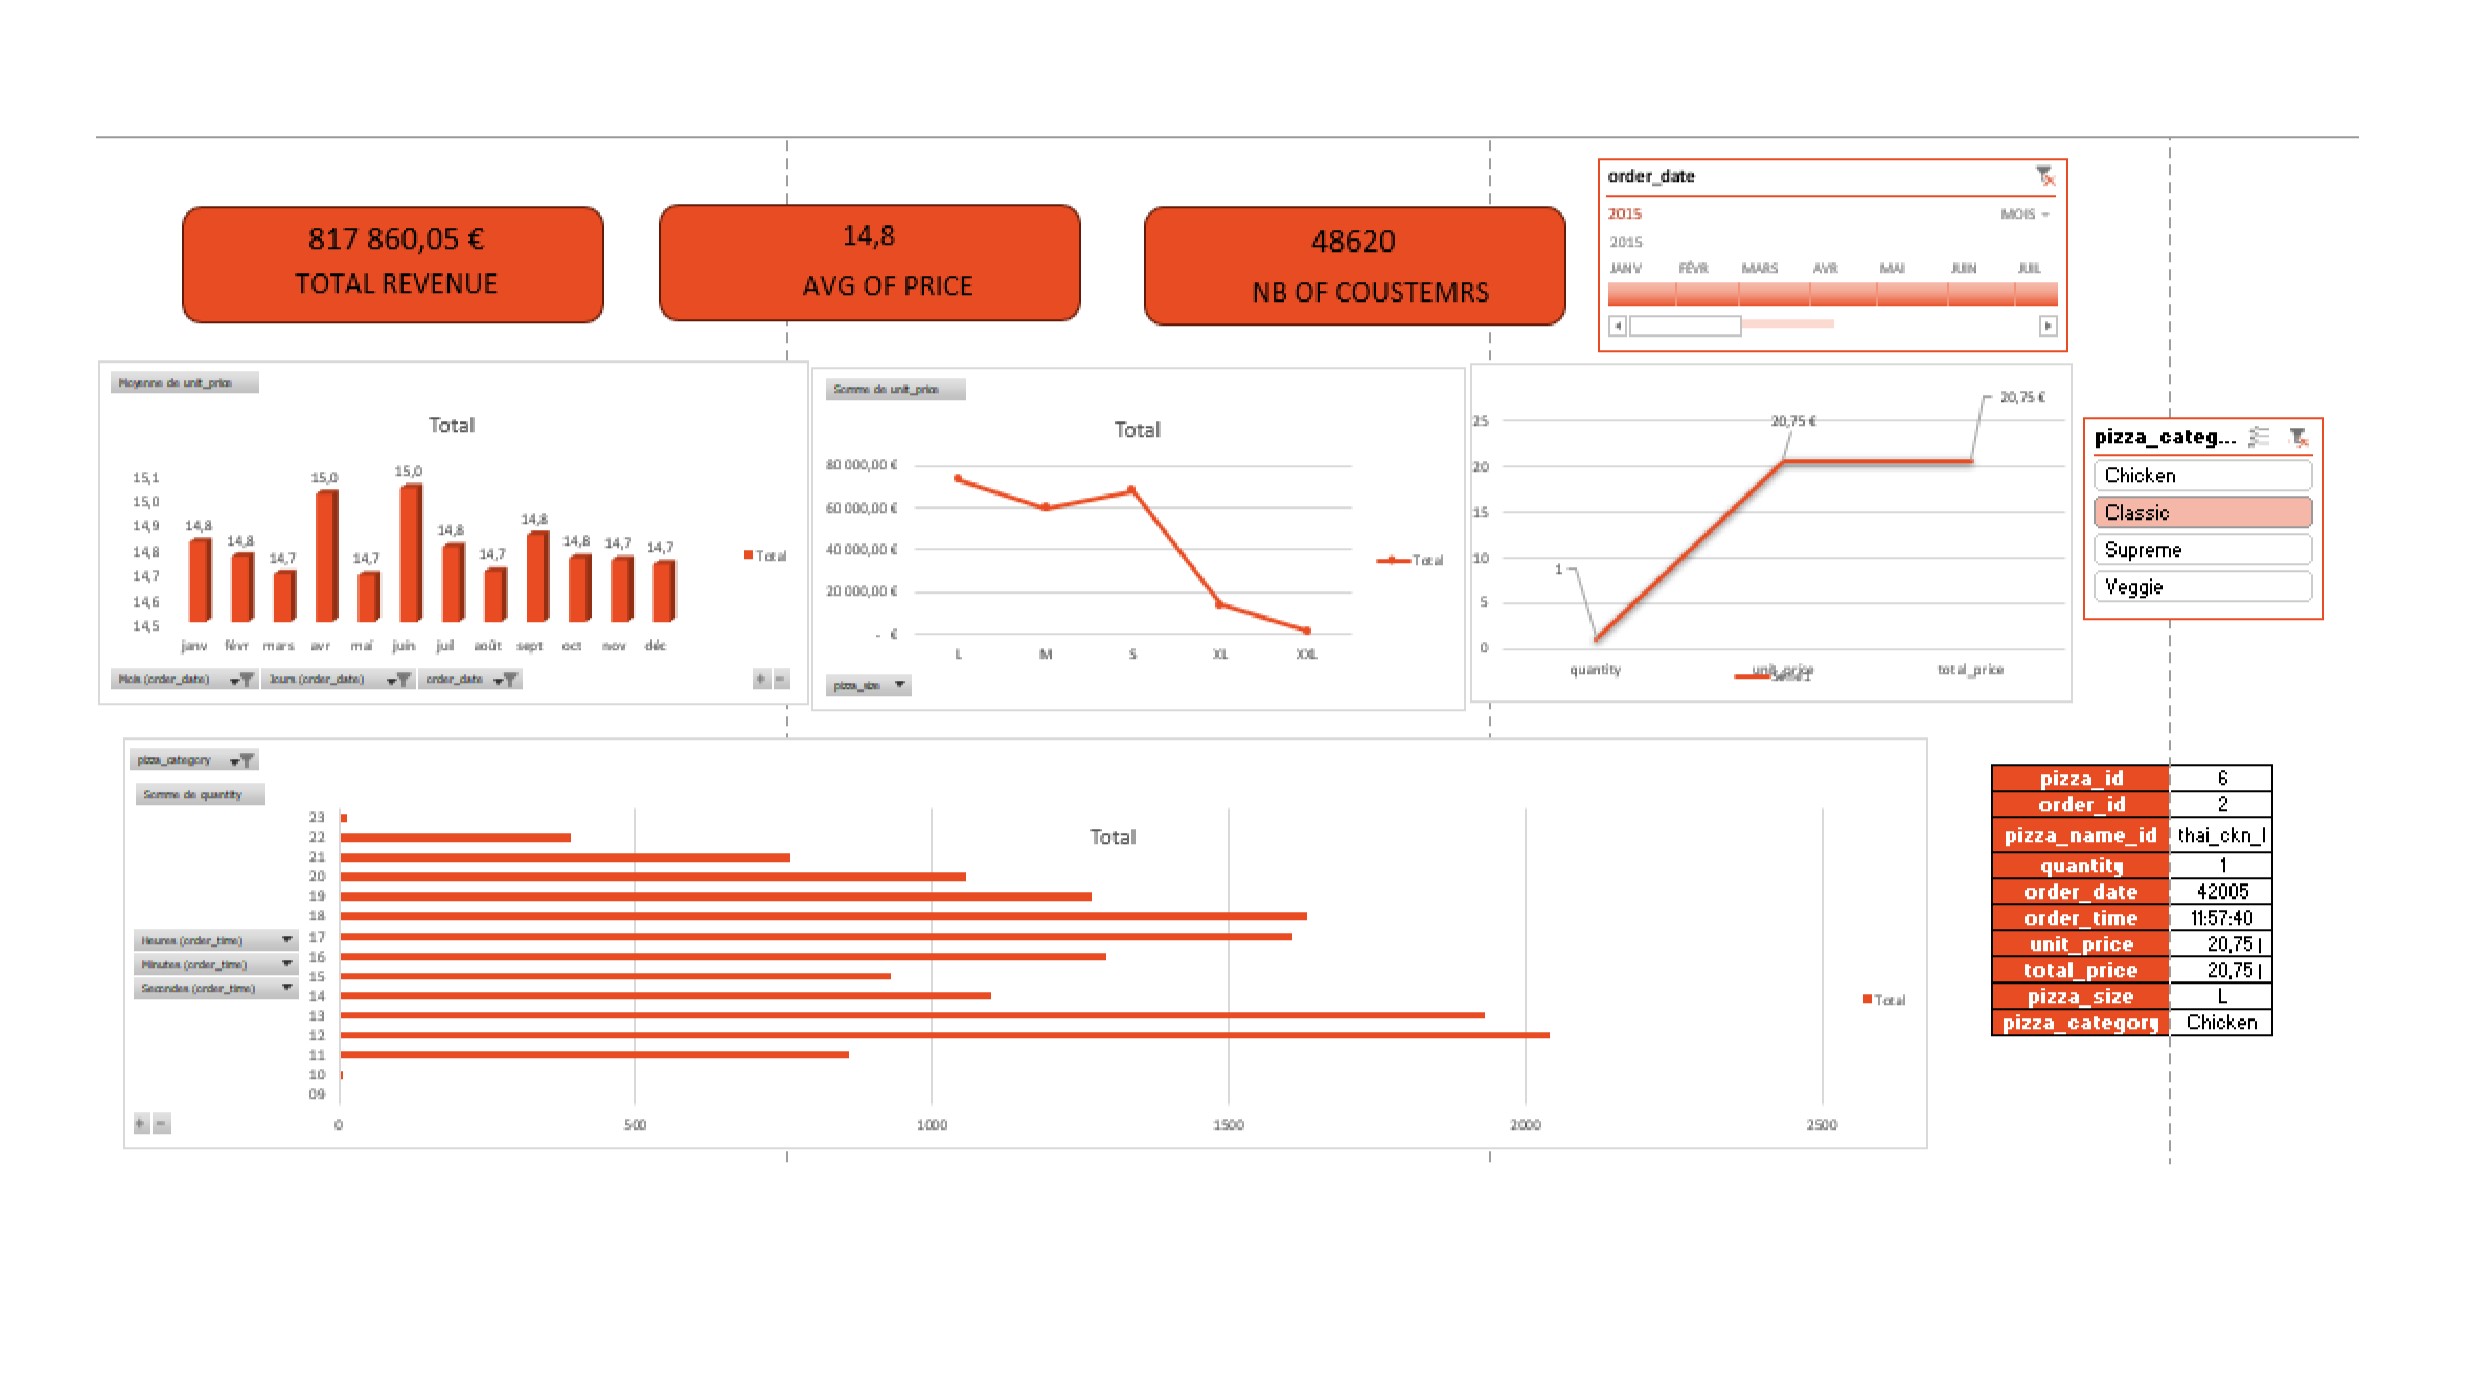 817 860,05 €
TOTAL REVENUE
14,8
AVG OF PRICE
48620
NB OF COUSTEMRS
order_date
2015
MOIS
2015
JANV FÉVR MARS AVR MAI JUIN JUIL
Moyenne de unit_price
Total
15,1
15,0
14,9
14,8
14,7
14,6
14,5
14,8 14,8 14,7 15,0 14,7 15,0 14,8 14,7 14,8 14,8 14,7 14,7
janv févr mars avr mai juin juil août sept oct nov déc
Total
Mois (order_date) Jours (order_date) order_date
+ -
Somme de unit_price
Total
80 000,00 €
60 000,00 €
40 000,00 €
20 000,00 €
- €
L M S XL XXL
Total
pizza_size
25
20
15
10
5
0
1
20,75 €
20,75 €
quantity unit_price total_price
pizza_categ...
Chicken
Classic
Supreme
Veggie
pizza_category
Somme de quantity
Total
23
22
21
20
19
18
17
16
15
14
13
12
11
10
09
Heures (order_time)
Minutes (order_time)
Secondes (order_time)
0 500 1000 1500 2000 2500
Total
+ -
pizza_id 6
order_id 2
pizza_name_id thai_ckn_l
quantity 1
order_date 42005
order_time 11:57:40
unit_price 20,75
total_price 20,75
pizza_size L
pizza_category Chicken